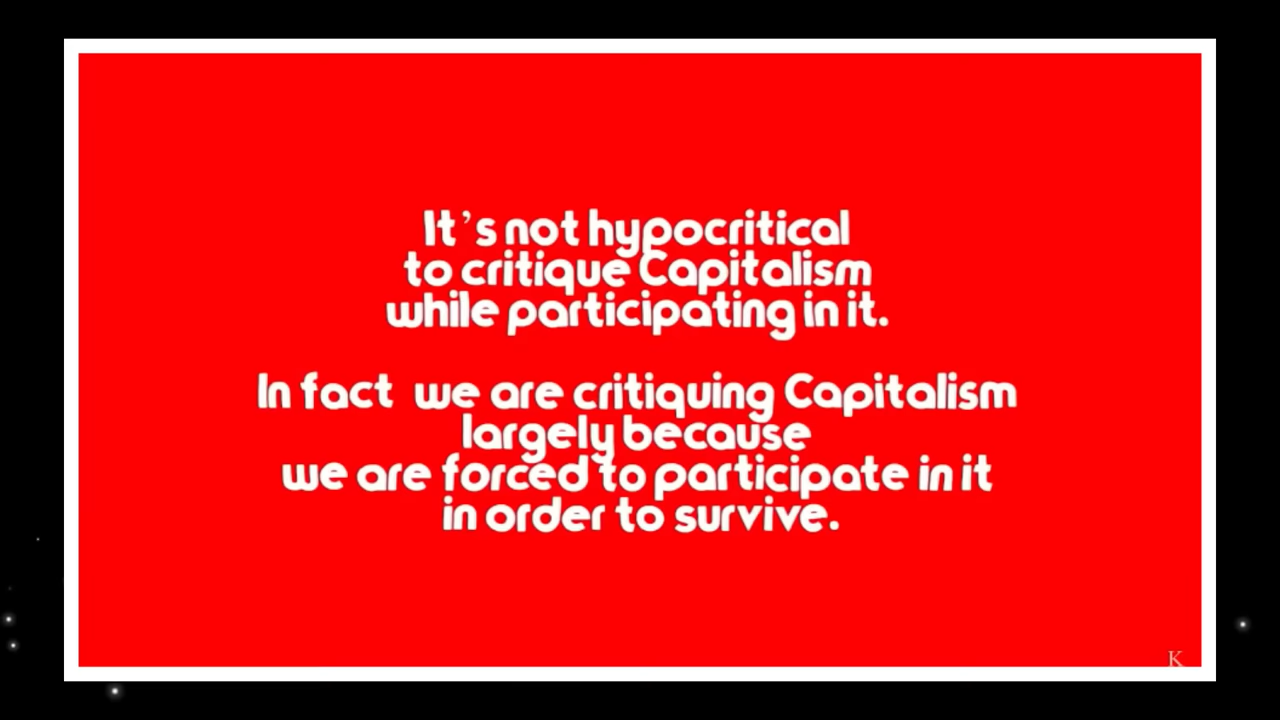 It's not hypocritical
to critique Capitalism
while participating in it.
In fact we are critiquing Capitalism
largely because
we are forced to participate in it
in order to survive.
K